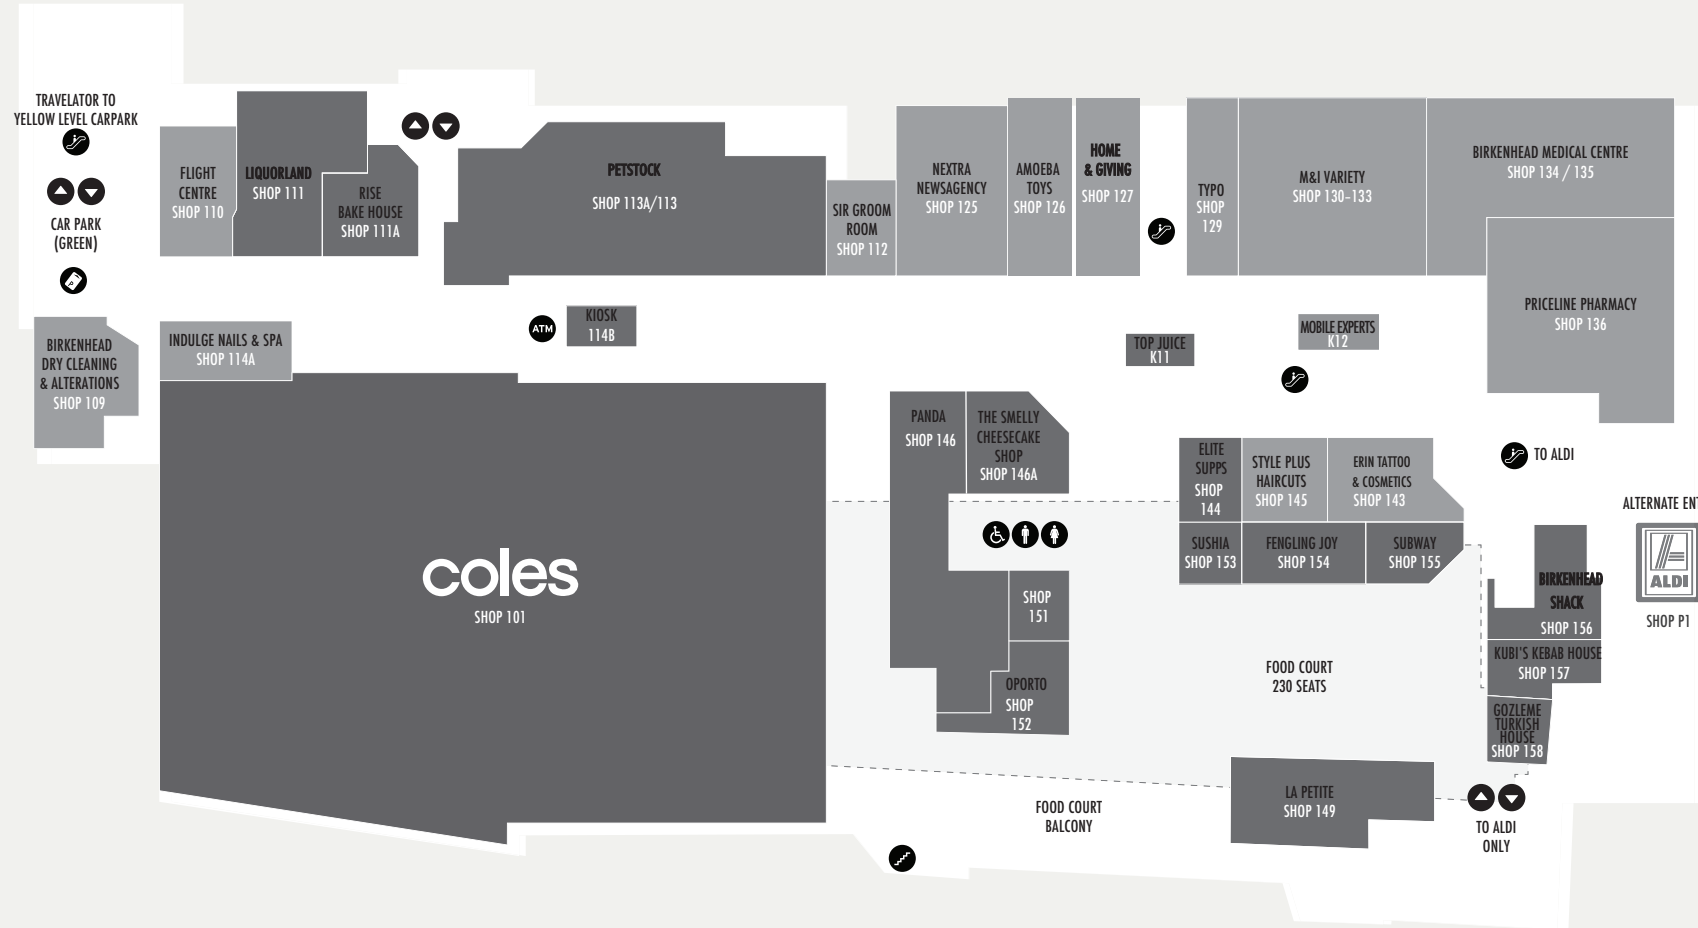 TRAVELATOR TO
YELLOW LEVEL CARPARK
CAR PARK
(GREEN)
FLIGHT
CENTRE
SHOP 110
LIQUORLAND
SHOP 111
RISE
BAKE HOUSE
SHOP 111A
PETSTOCK
SHOP 113A/113
SIR GROOM
ROOM
SHOP 112
NEXTRA
NEWSAGENCY
SHOP 125
AMOEBA
TOYS
SHOP 126
HOME
& GIVING
SHOP 127
TYPO
SHOP
129
M&I VARIETY
SHOP 130-133
BIRKENHEAD MEDICAL CENTRE
SHOP 134 / 135
PRICELINE PHARMACY
SHOP 136
BIRKENHEAD
DRY CLEANING
& ALTERATIONS
SHOP 109
INDULGE NAILS & SPA
SHOP 114A
ATM
KIOSK
114B
TOP JUICE
K11
MOBILE EXPERTS
K12
coles
SHOP 101
PANDA
SHOP 146
THE SMELLY
CHEESECAKE
SHOP
SHOP 146A
ELITE
SUPPS
SHOP
144
STYLE PLUS
HAIRCUTS
SHOP 145
ERIN TATTOO
& COSMETICS
SHOP 143
TO ALDI
ALTERNATE ENT
ALDI
SHOP P1
SUSHIA
SHOP 153
FENGLING JOY
SHOP 154
SUBWAY
SHOP 155
BIRKENHEAD
SHACK
SHOP 156
KUBI'S KEBAB HOUSE
SHOP 157
GOZLEME
TURKISH
HOUSE
SHOP 158
SHOP
151
OPORTO
SHOP
152
FOOD COURT
230 SEATS
LA PETITE
SHOP 149
FOOD COURT
BALCONY
TO ALDI
ONLY